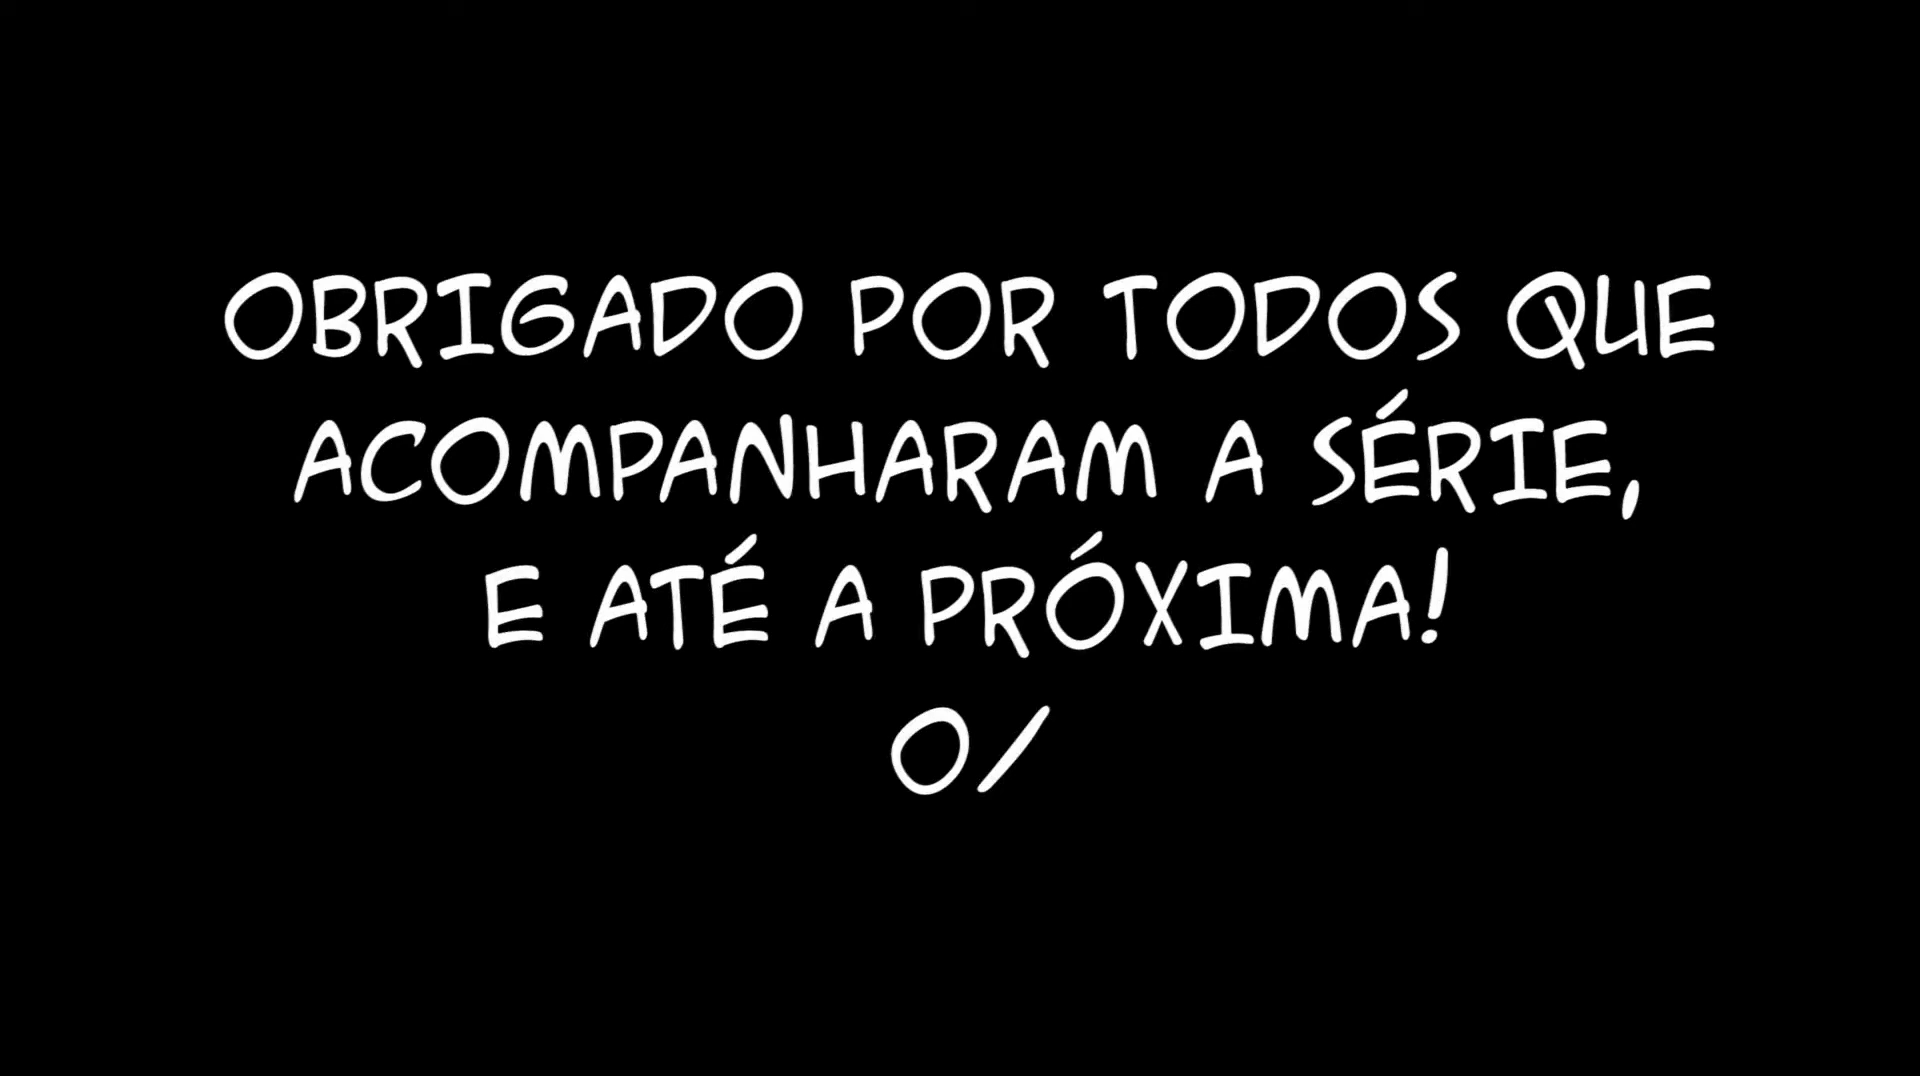 OBRIGADO POR TODOS QUE
ACOMPANHARAM A SÉRIE,
E ATÉ A PRÓXIMA!
O/